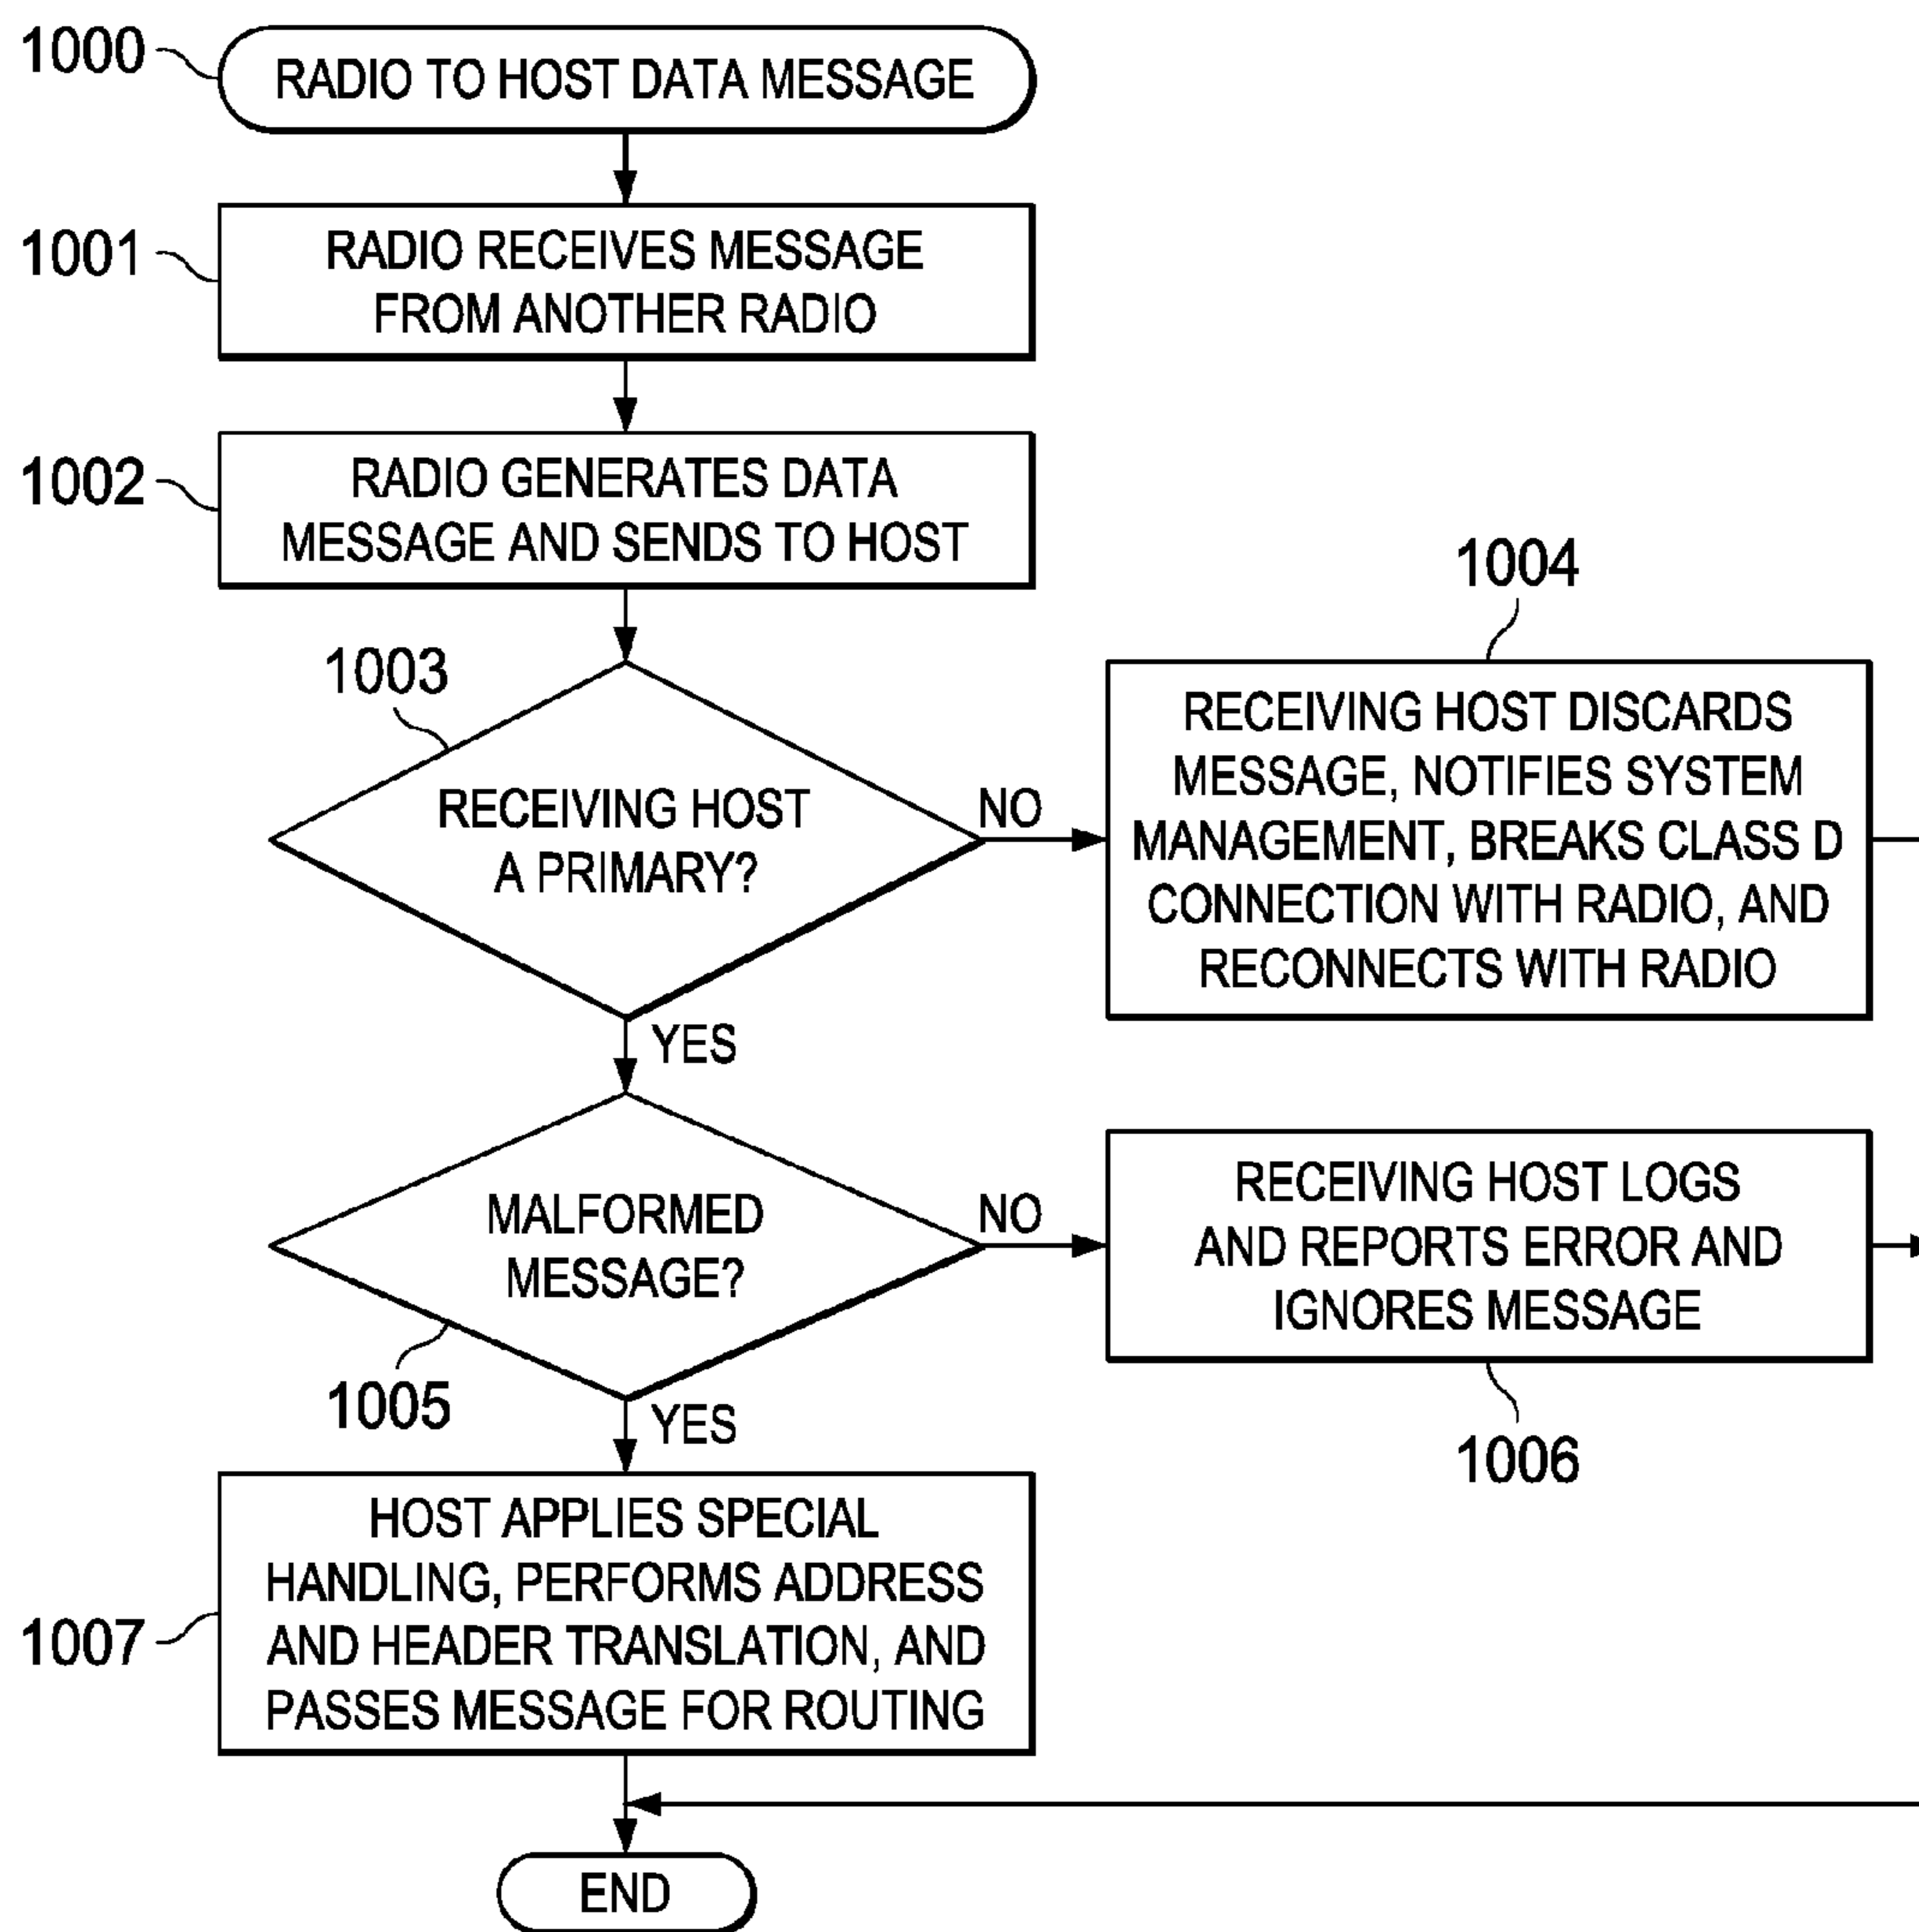 1000
RADIO TO HOST DATA MESSAGE
1001
RADIO RECEIVES MESSAGE
FROM ANOTHER RADIO
1002
RADIO GENERATES DATA
MESSAGE AND SENDS TO HOST
1003
RECEIVING HOST
A PRIMARY?
NO
YES
1004
RECEIVING HOST DISCARDS
MESSAGE, NOTIFIES SYSTEM
MANAGEMENT, BREAKS CLASS D
CONNECTION WITH RADIO, AND
RECONNECTS WITH RADIO
MALFORMED
MESSAGE?
1005
NO
YES
RECEIVING HOST LOGS
AND REPORTS ERROR AND
IGNORES MESSAGE
1006
1007
HOST APPLIES SPECIAL
HANDLING, PERFORMS ADDRESS
AND HEADER TRANSLATION, AND
PASSES MESSAGE FOR ROUTING
END